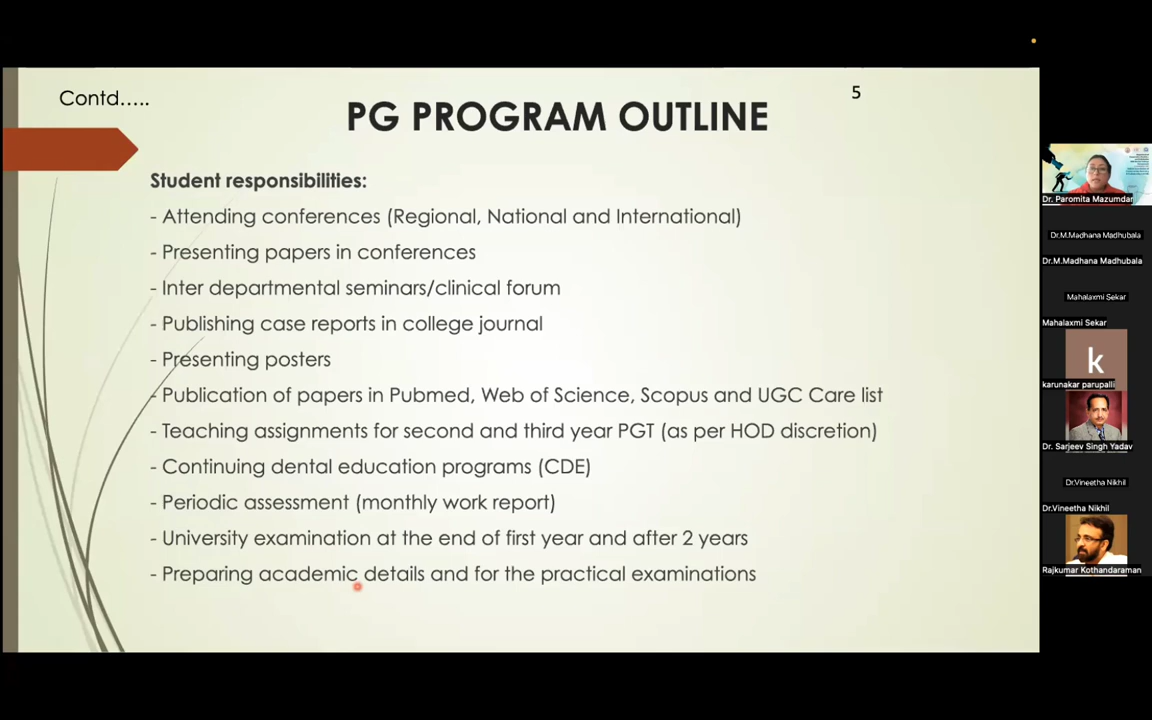 Contd.....
5
PG PROGRAM OUTLINE
Student responsibilities:
- Attending conferences (Regional, National and International)
- Presenting papers in conferences
- Inter departmental seminars/clinical forum
- Publishing case reports in college journal
- Presenting posters
- Publication of papers in Pubmed, Web of Science, Scopus and UGC Care list
- Teaching assignments for second and third year PGT (as per HOD discretion)
- Continuing dental education programs (CDE)
- Periodic assessment (monthly work report)
- University examination at the end of first year and after 2 years
- Preparing academic details and for the practical examinations
Dr. Paromita Mazumdar
Dr.M.Madhana Madhubala
Dr.M.Madhana Madhubala
Mahalaxmi Sekar
Mahalaxmi Sekar
k
karunakar parupalli
Dr. Sarjeev Singh Yadav
Dr.Vineetha Nikhil
Dr.Vineetha Nikhil
Rajkumar Kothandaraman